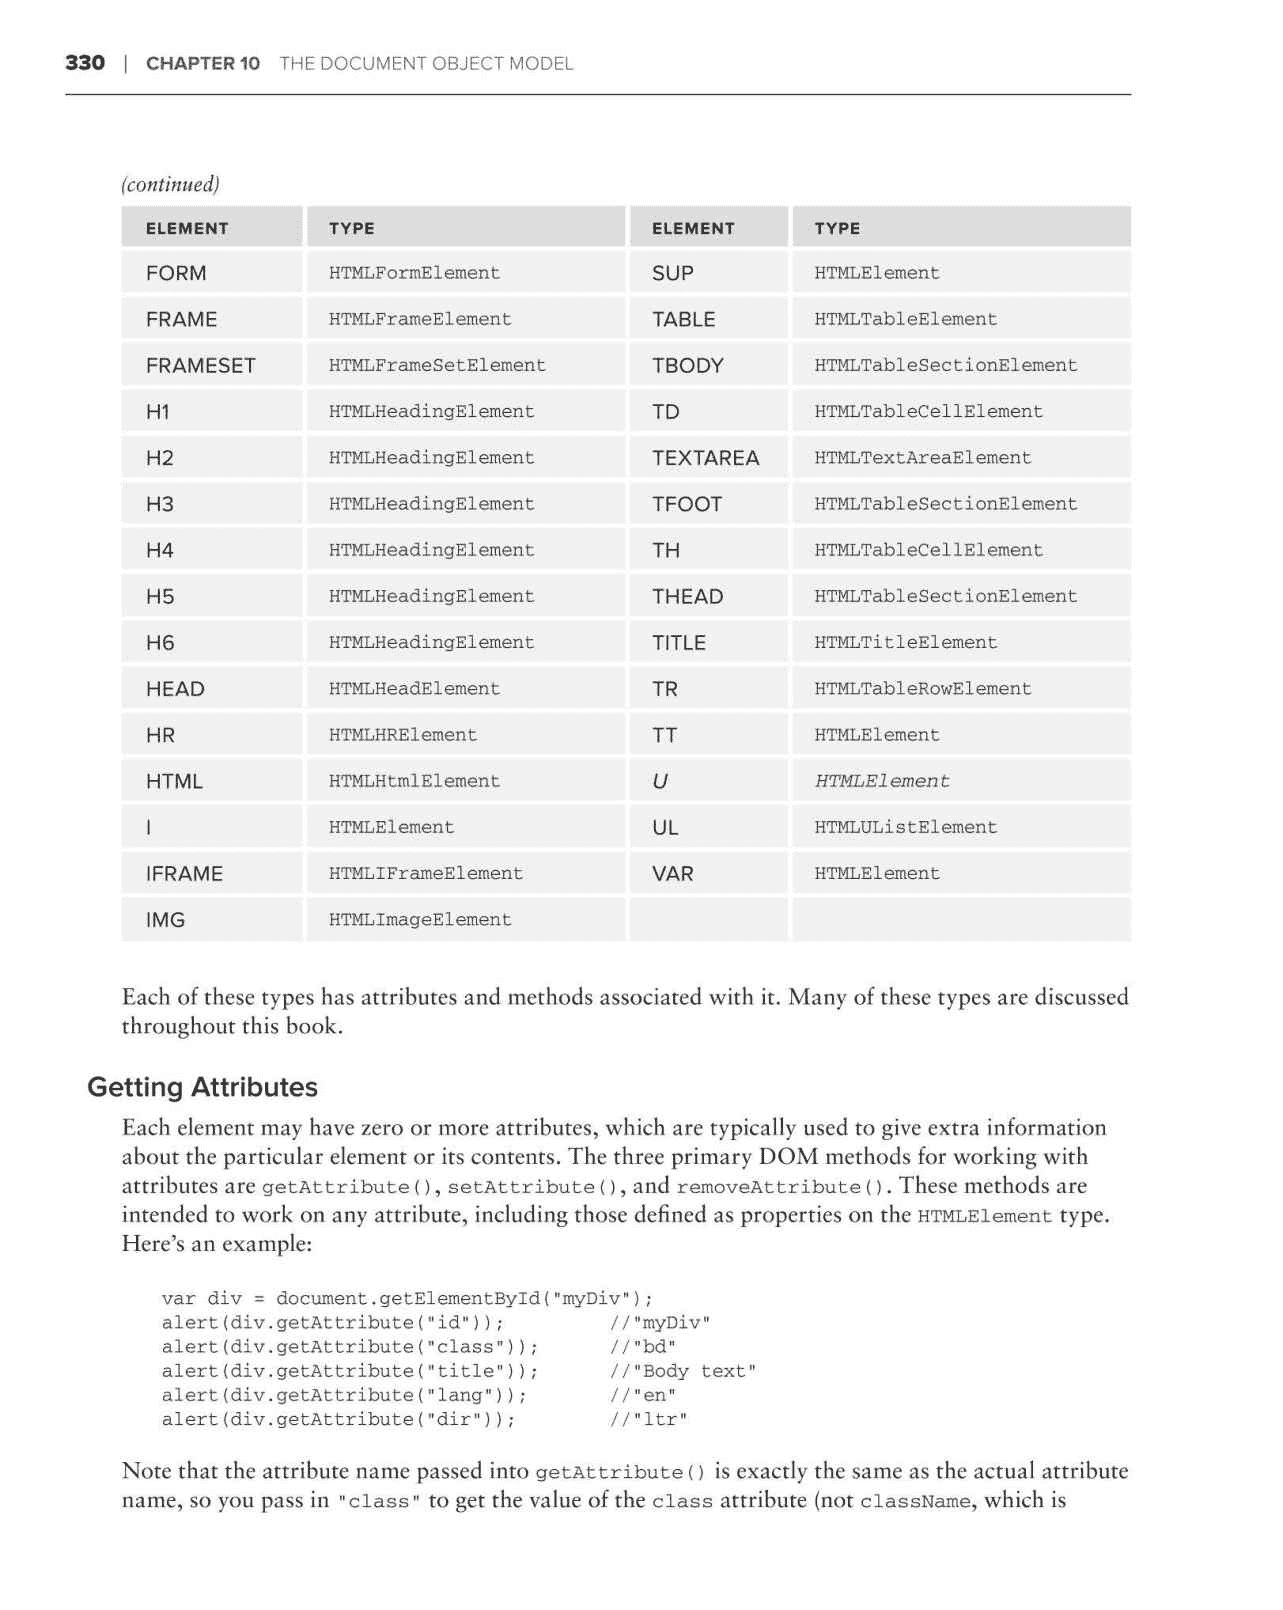 330 | CHAPTER 10 THE DOCUMENT OBJECT MODEL
(continued)
ELEMENT TYPE ELEMENT TYPE
FORM HTMLFormElement SUP HTMLElement
FRAME HTMLFrameElement TABLE HTMLTableElement
FRAMESET HTMLFrameSetElement TBODY HTMLTableSectionElement
H1 HTMLHeadingElement TD HTMLTableCellElement
H2 HTMLHeadingElement TEXTAREA HTMLTextAreaElement
H3 HTMLHeadingElement TFOOT HTMLTableSectionElement
H4 HTMLHeadingElement TH HTMLTableCellElement
H5 HTMLHeadingElement THEAD HTMLTableSectionElement
H6 HTMLHeadingElement TITLE HTMLTitleElement
HEAD HTMLHeadElement TR HTMLTableRowElement
HR HTMLHRElement TT HTMLElement
HTML HTMLHtmlElement U HTMLElement
I HTMLElement UL HTMLUListElement
IFRAME HTMLIFrameElement VAR HTMLElement
IMG HTMLImageElement
Each of these types has attributes and methods associated with it. Many of these types are discussed
throughout this book.
Getting Attributes
Each element may have zero or more attributes, which are typically used to give extra information
about the particular element or its contents. The three primary DOM methods for working with
attributes are getAttribute(), setAttribute(), and removeAttribute(). These methods are
intended to work on any attribute, including those defined as properties on the HTMLElement type.
Here's an example:
var div = document.getElementById("myDiv");
alert(div.getAttribute("id")); //"myDiv"
alert(div.getAttribute("class")); //"bd"
alert(div.getAttribute("title")); //"Body text"
alert(div.getAttribute("lang")); //"en"
alert(div.getAttribute("dir")); //"ltr"
Note that the attribute name passed into getAttribute() is exactly the same as the actual attribute
name, so you pass in "class" to get the value of the class attribute (not className, which is